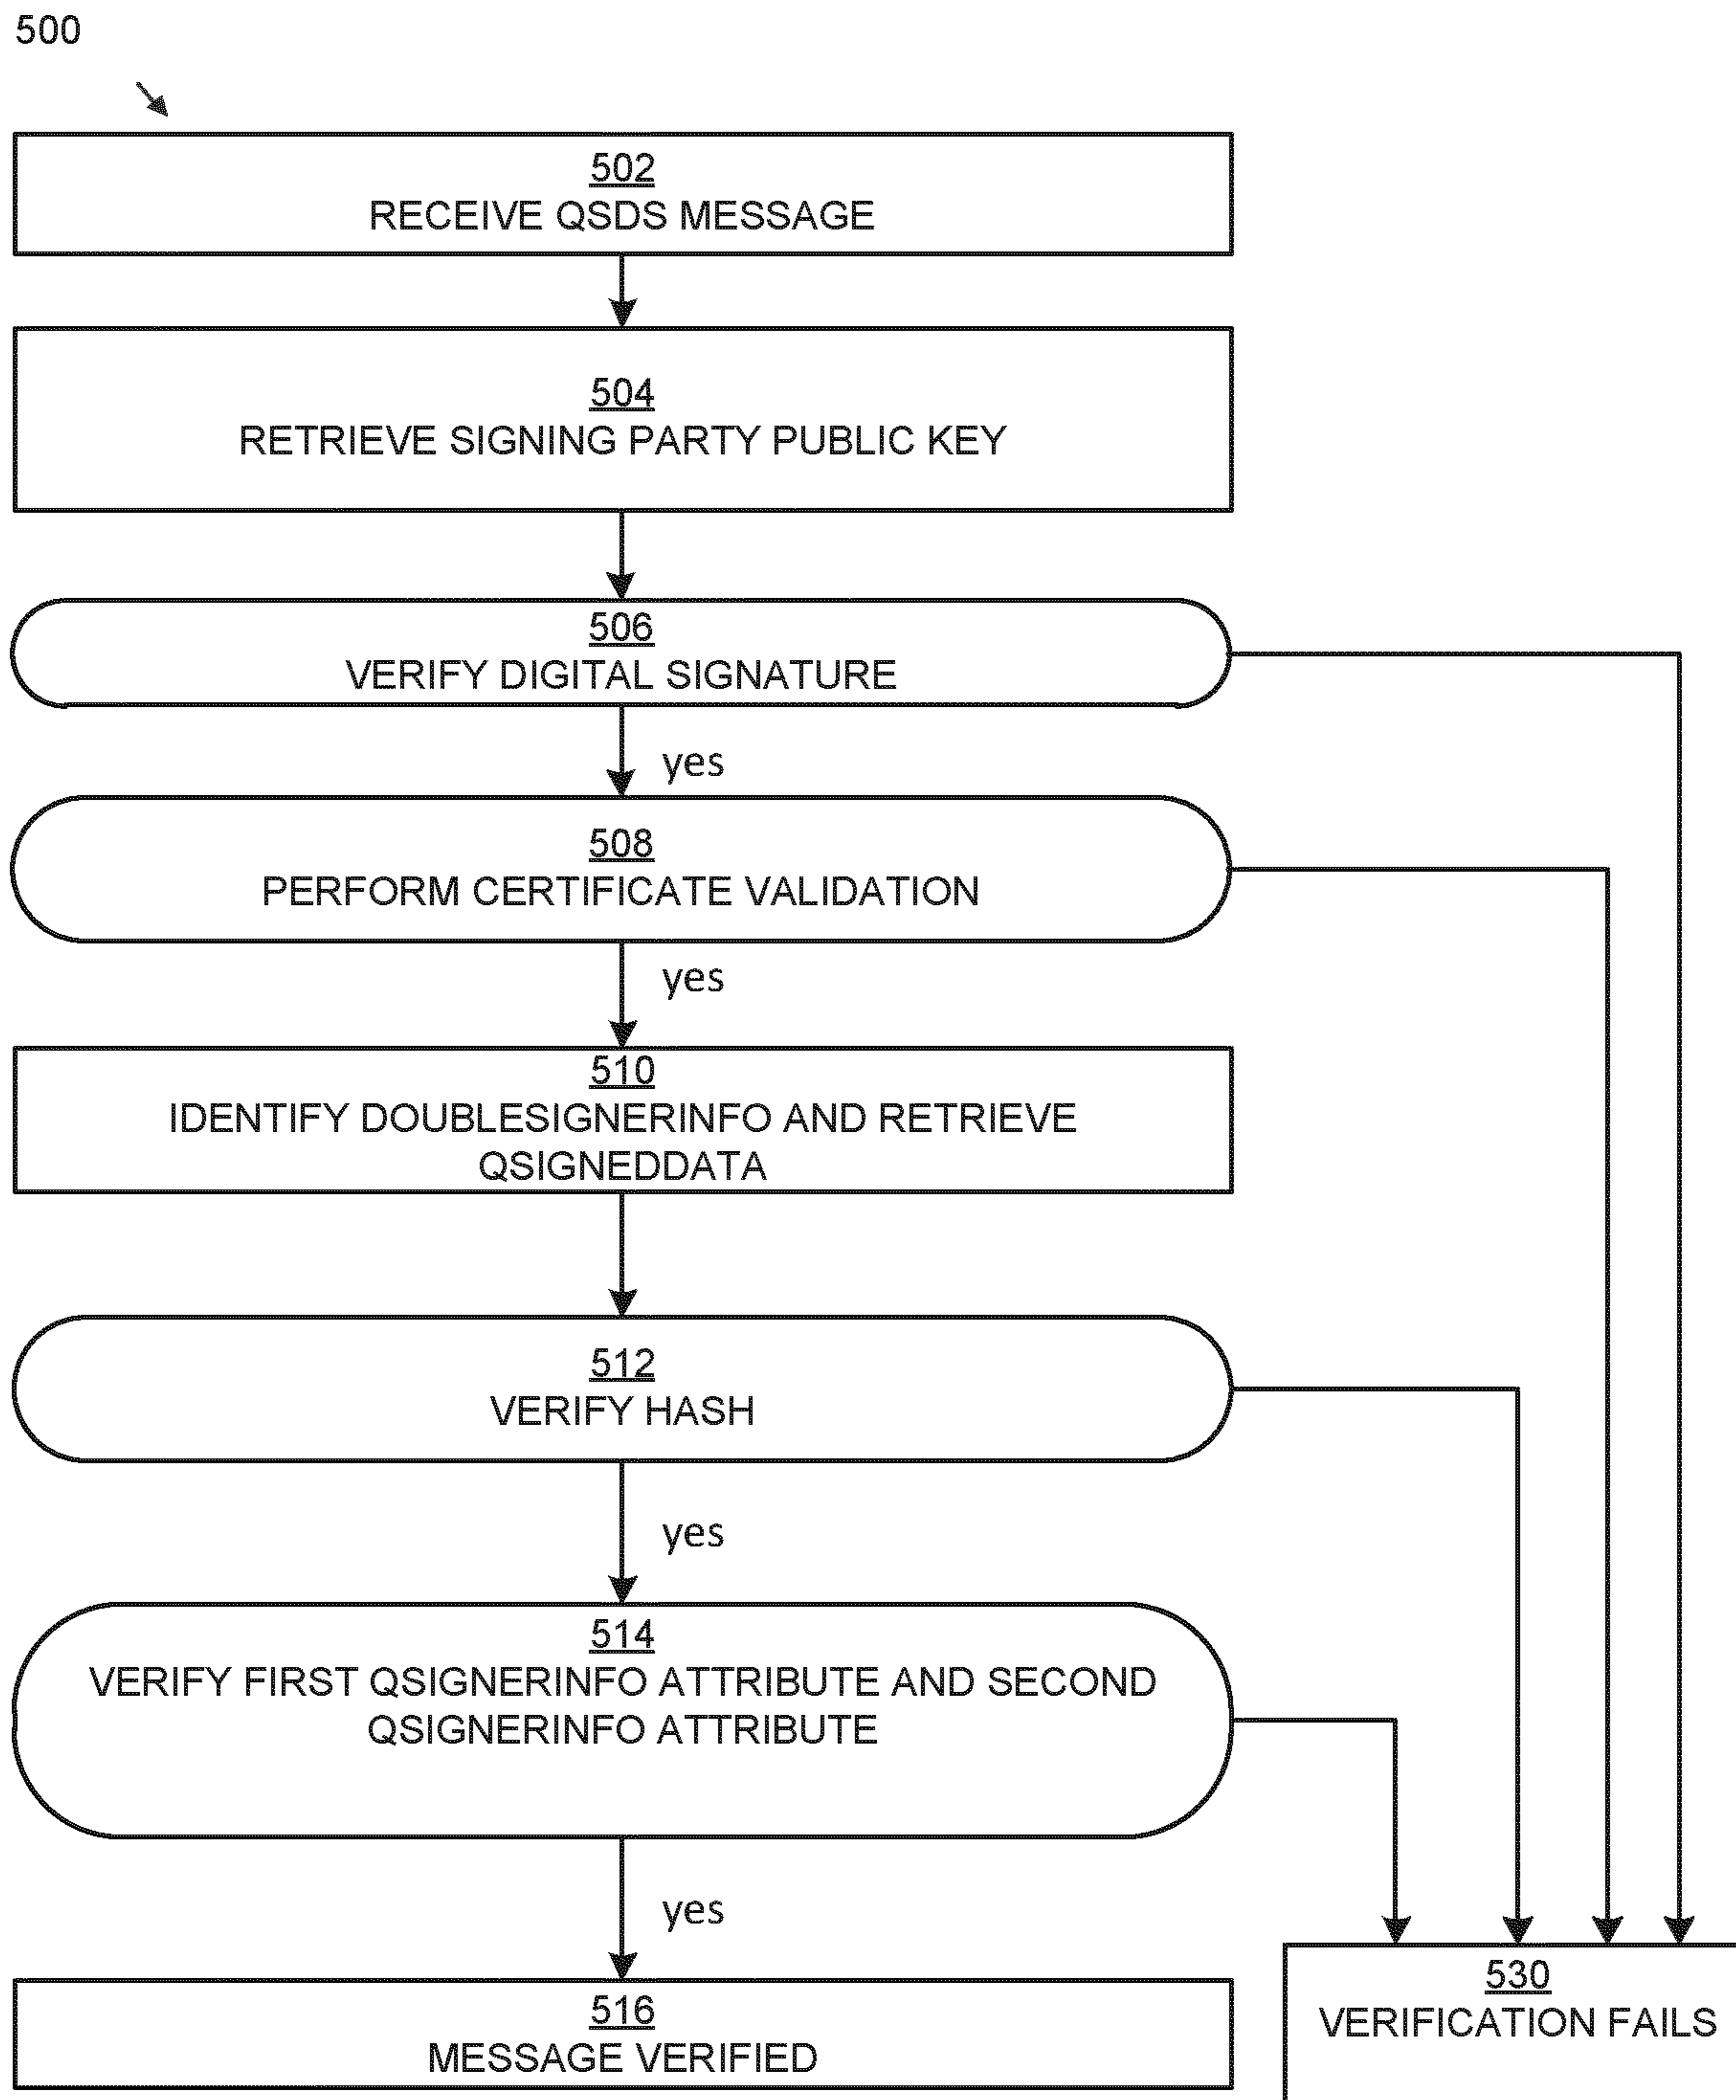 500
502
RECEIVE QSDS MESSAGE
504
RETRIEVE SIGNING PARTY PUBLIC KEY
506
VERIFY DIGITAL SIGNATURE
yes
508
PERFORM CERTIFICATE VALIDATION
yes
510
IDENTIFY DOUBLESIGNERINFO AND RETRIEVE
QSIGNEDDATA
512
VERIFY HASH
yes
514
VERIFY FIRST QSIGNERINFO ATTRIBUTE AND SECOND
QSIGNERINFO ATTRIBUTE
yes
516
MESSAGE VERIFIED
530
VERIFICATION FAILS